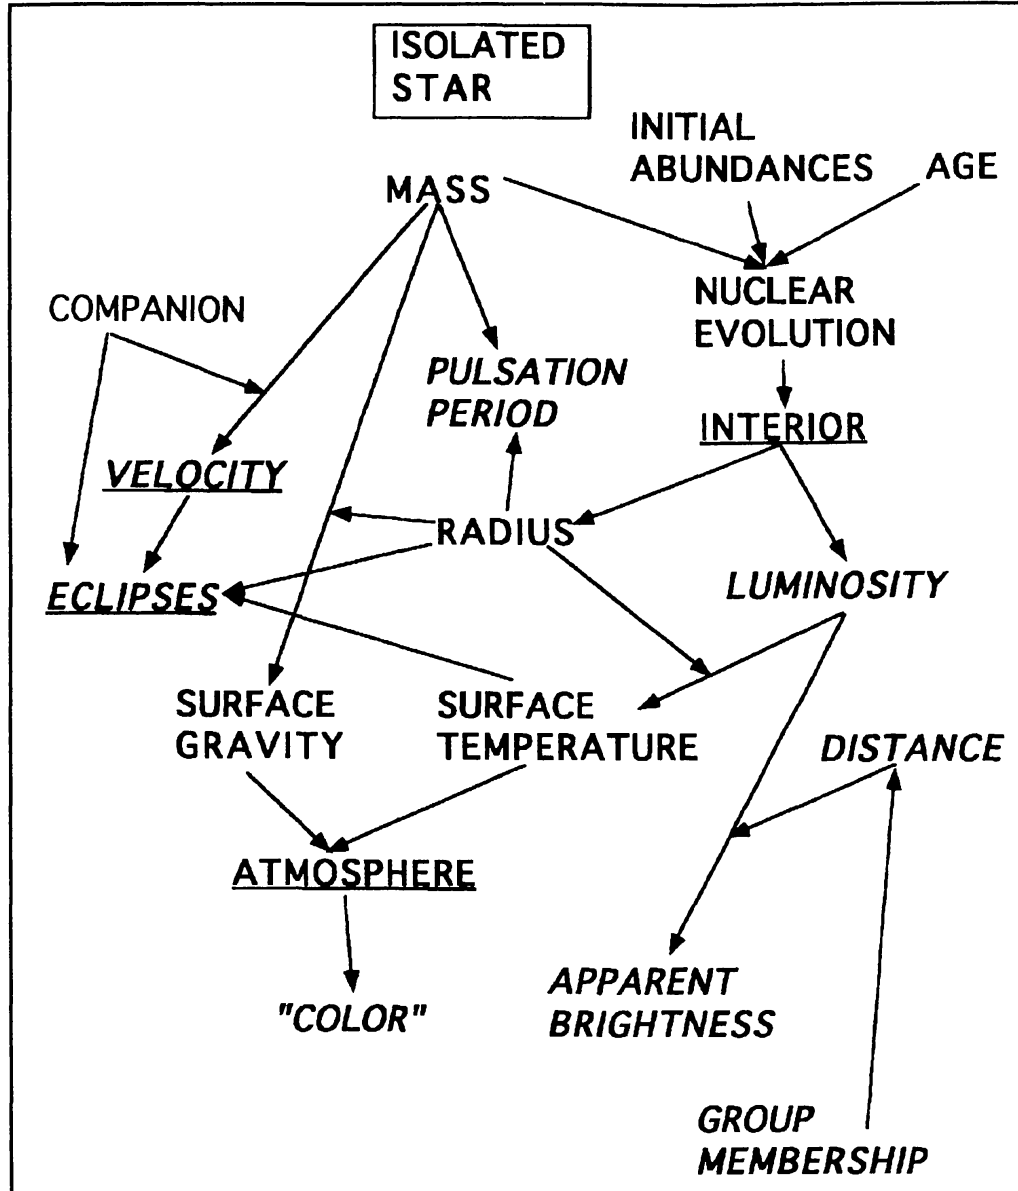 ISOLATED
STAR
INITIAL
ABUNDANCES
AGE
MASS
NUCLEAR
EVOLUTION
COMPANION
PULSATION
PERIOD
INTERIOR
VELOCITY
RADIUS
ECLIPSES
LUMINOSITY
SURFACE
GRAVITY
SURFACE
TEMPERATURE
DISTANCE
ATMOSPHERE
"COLOR"
APPARENT
BRIGHTNESS
GROUP
MEMBERSHIP